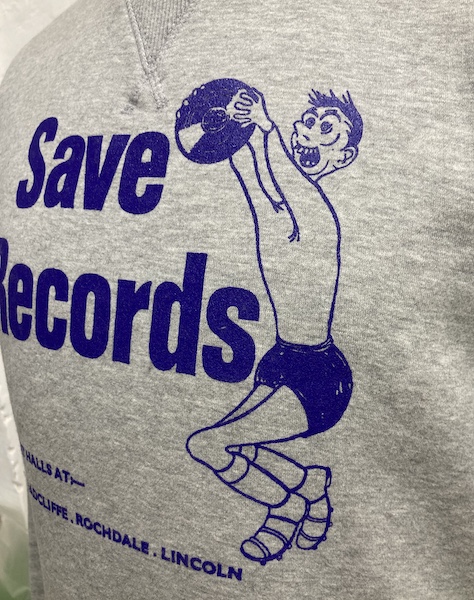 Save
Records
HALLS AT;—
. ROCHDALE . LINCOLN